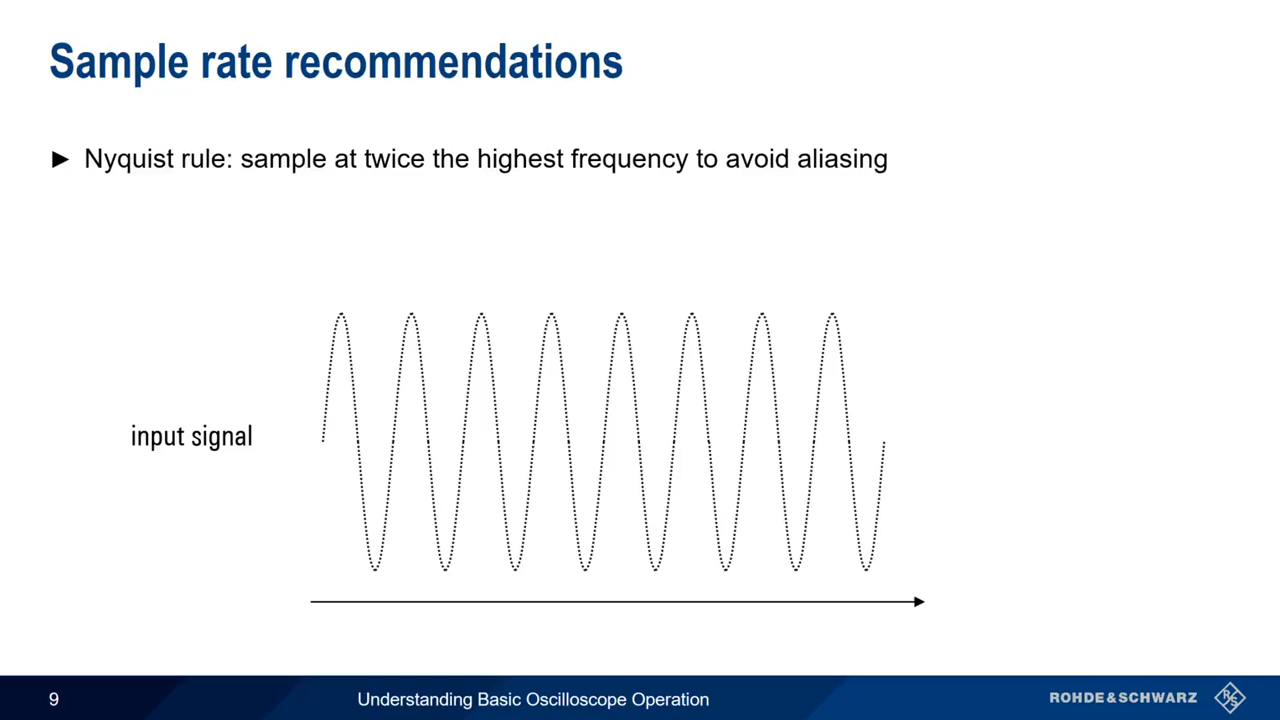 Sample rate recommendations
► Nyquist rule: sample at twice the highest frequency to avoid aliasing
input signal
9
Understanding Basic Oscilloscope Operation
ROHDE&SCHWARZ
R&S